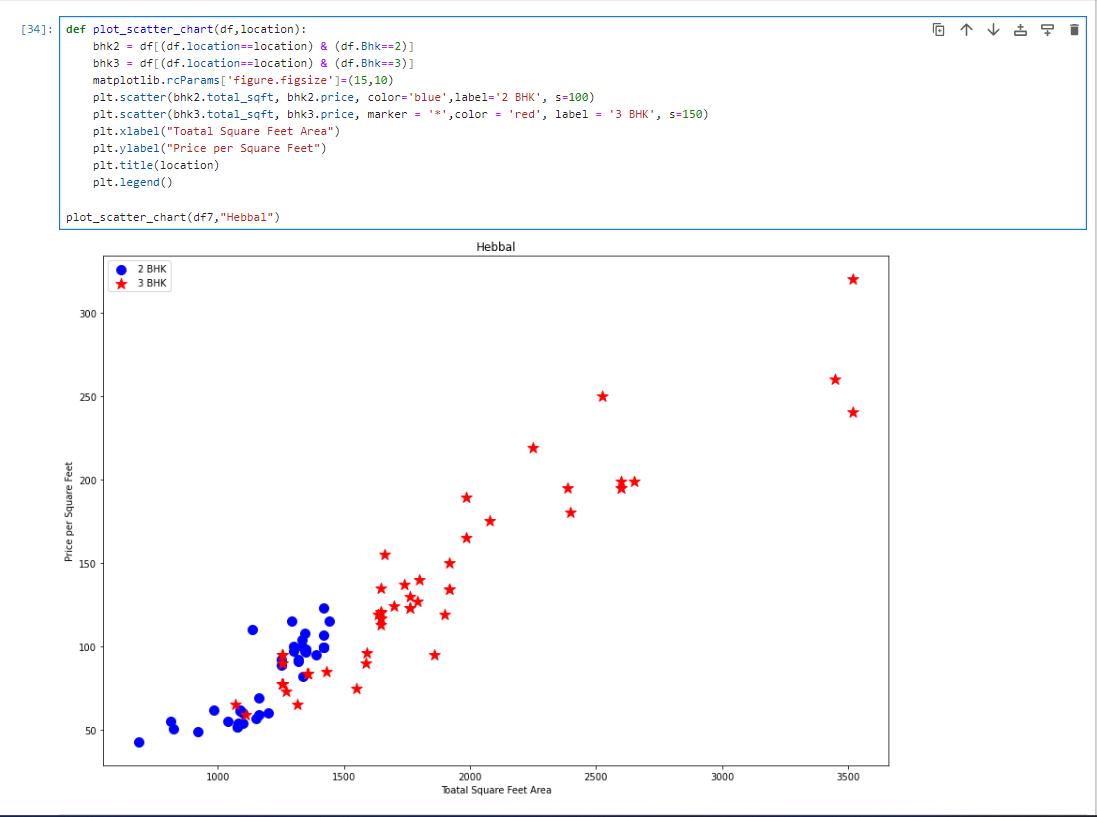 [34]: def plot_scatter_chart(df,location):
bhk2 = df[(df.location==location) & (df.Bhk==2)]
bhk3 = df[(df.location==location) & (df.Bhk==3)]
matplotlib.rcParams['figure.figsize']=(15,10)
plt.scatter(bhk2.total_sqft, bhk2.price, color='blue',label='2 BHK', s=100)
plt.scatter(bhk3.total_sqft, bhk3.price, marker = '*',color = 'red', label = '3 BHK', s=150)
plt.xlabel("Toatal Square Feet Area")
plt.ylabel("Price per Square Feet")
plt.title(location)
plt.legend()
plot_scatter_chart(df7,"Hebbal")
Hebbal
2 BHK
3 BHK
300
250
200
150
100
50
Price per Square Feet
1000 1500 2000 2500 3000 3500
Toatal Square Feet Area